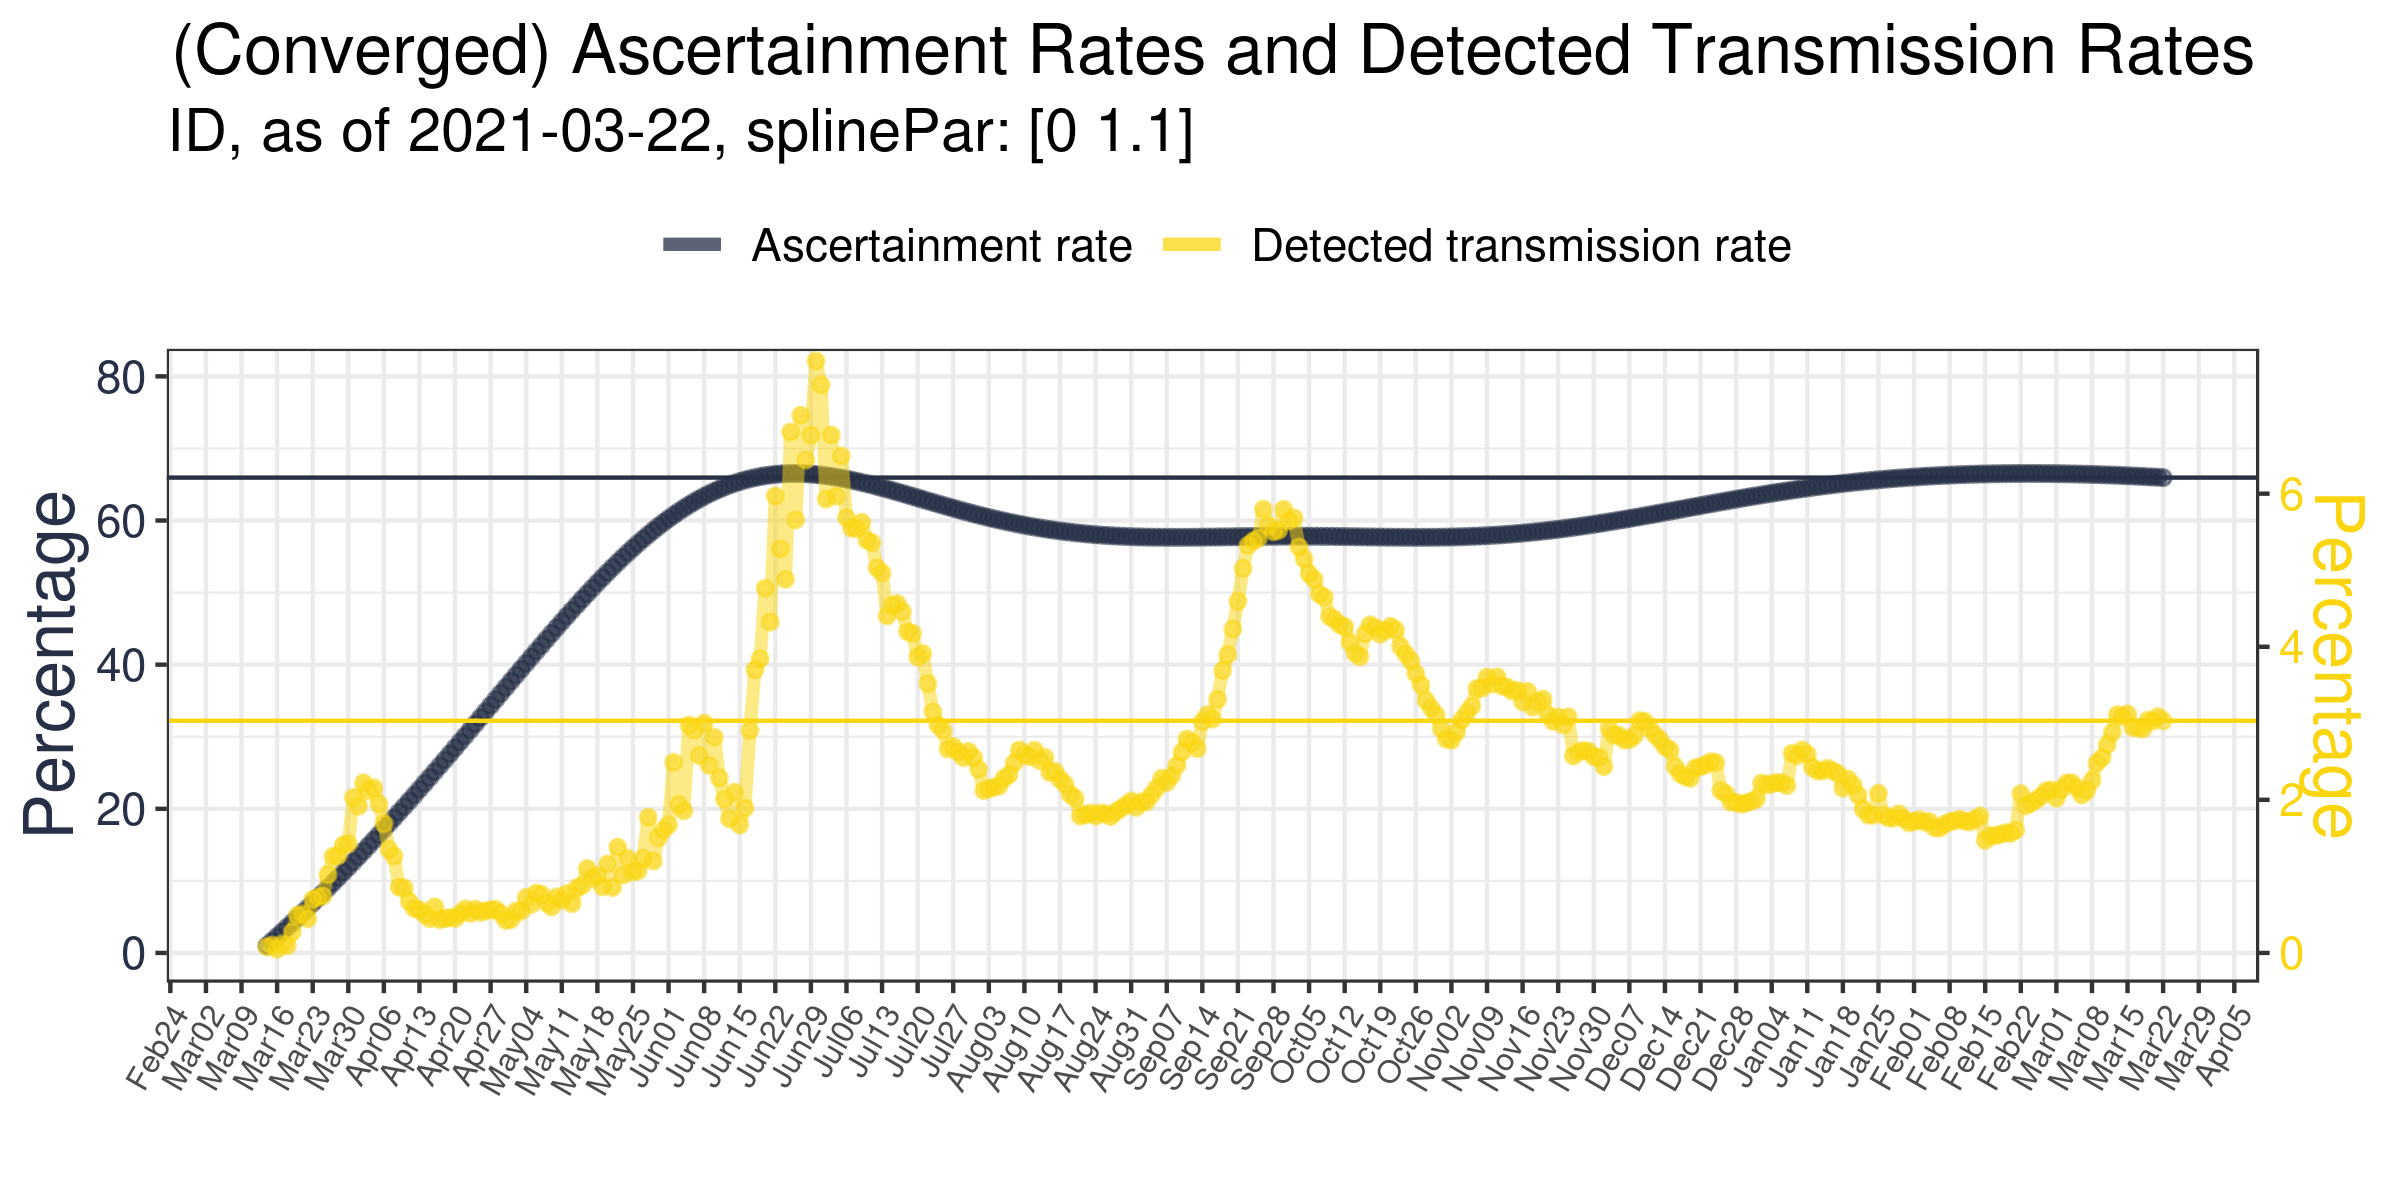 (Converged) Ascertainment Rates and Detected Transmission Rates
ID, as of 2021-03-22, splinePar: [0 1.1]
Ascertainment rate Detected transmission rate
Percentage
80
60
40
20
0
6
4
2
0
Percentage
Feb24 Mar02 Mar09 Mar16 Mar23 Mar30 Apr06 Apr13 Apr20 Apr27 May04 May11 May18 May25 Jun01 Jun08 Jun15 Jun22 Jun29 Jul06 Jul13 Jul20 Jul27 Aug03 Aug10 Aug17 Aug24 Aug31 Sep07 Sep14 Sep21 Sep28 Oct05 Oct12 Oct19 Oct26 Nov02 Nov09 Nov16 Nov23 Nov30 Dec07 Dec14 Dec21 Dec28 Jan04 Jan11 Jan18 Jan25 Feb01 Feb08 Feb15 Feb22 Mar01 Mar08 Mar15 Mar22 Mar29 Apr05